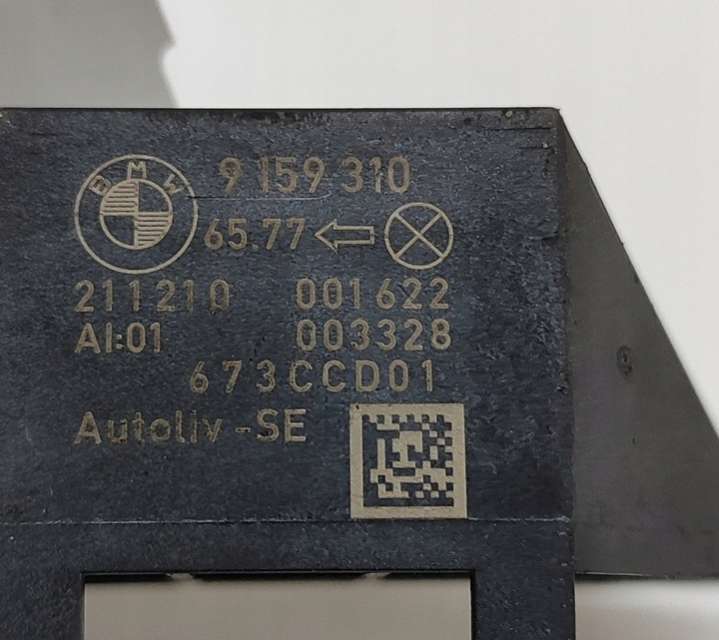 BMW
9 159 310
65.77
211210 001622
AI:01 003328
673CCD01
Autoliv-SE